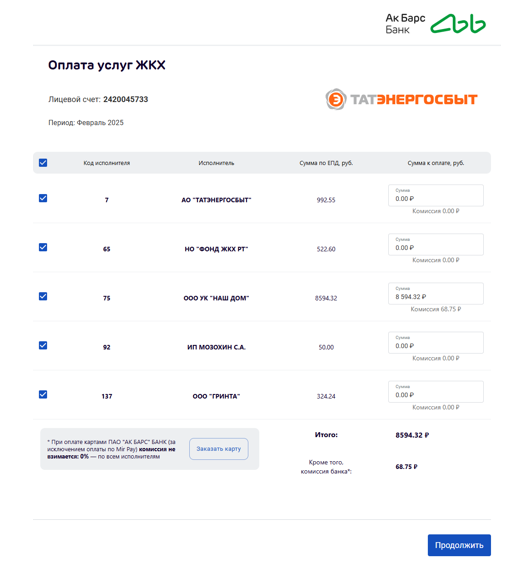 Ак Барс
Банк
Оплата услуг ЖКХ
Лицевой счет: 2420045733
ТАТЭНЕРГОСБЫТ
Период: Февраль 2025
Код исполнителя Исполнитель Сумма по ЕПД, руб. Сумма к оплате, руб.
Сумма
7 АО "ТАТЭНЕРГОСБЫТ" 992.55 0.00 ₽
Комиссия 0.00 ₽
Сумма
65 НО "ФОНД ЖКХ РТ" 522.60 0.00 ₽
Комиссия 0.00 ₽
Сумма
75 ООО УК "НАШ ДОМ" 8594.32 8 594.32 ₽
Комиссия 68.75 ₽
Сумма
92 ИП МОЗОХИН С.А. 50.00 0.00 ₽
Комиссия 0.00 ₽
Сумма
137 ООО "ГРИНТА" 324.24 0.00 ₽
Комиссия 0.00 ₽
* При оплате картами ПАО "АК БАРС" БАНК (за
исключением оплаты по Mir Pay) комиссия не
взимается: 0% — по всем исполнителям
Заказать карту
Итого: 8594.32 ₽
Кроме того,
комиссия банка*: 68.75 ₽
Продолжить